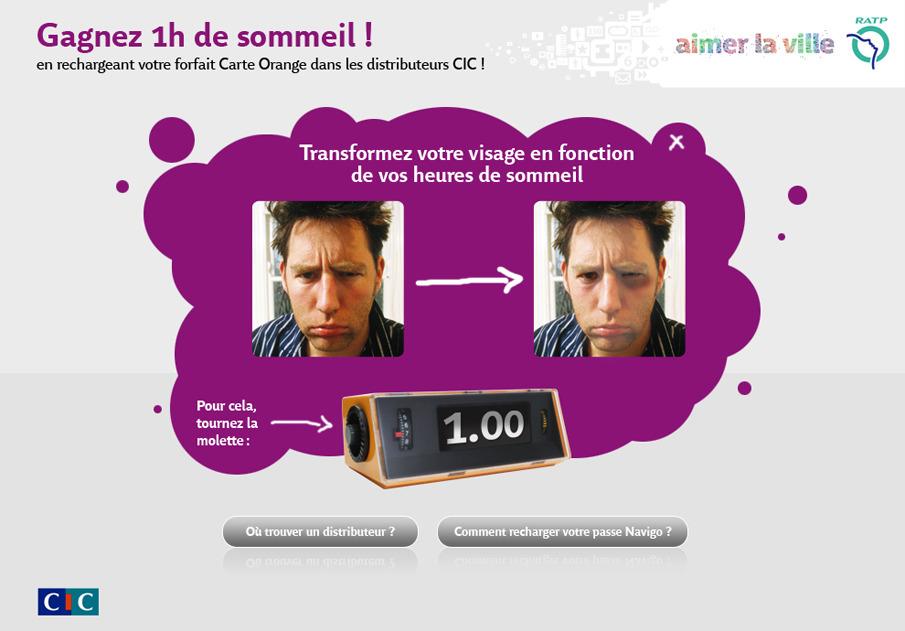 Gagnez 1h de sommeil !
en rechargeant votre forfait Carte Orange dans les distributeurs CIC !
aimer la ville
RATP
Transformez votre visage en fonction
de vos heures de sommeil
Pour cela,
tournez la
molette :
1.00
Où trouver un distributeur ?
Comment recharger votre passe Navigo ?
CIC